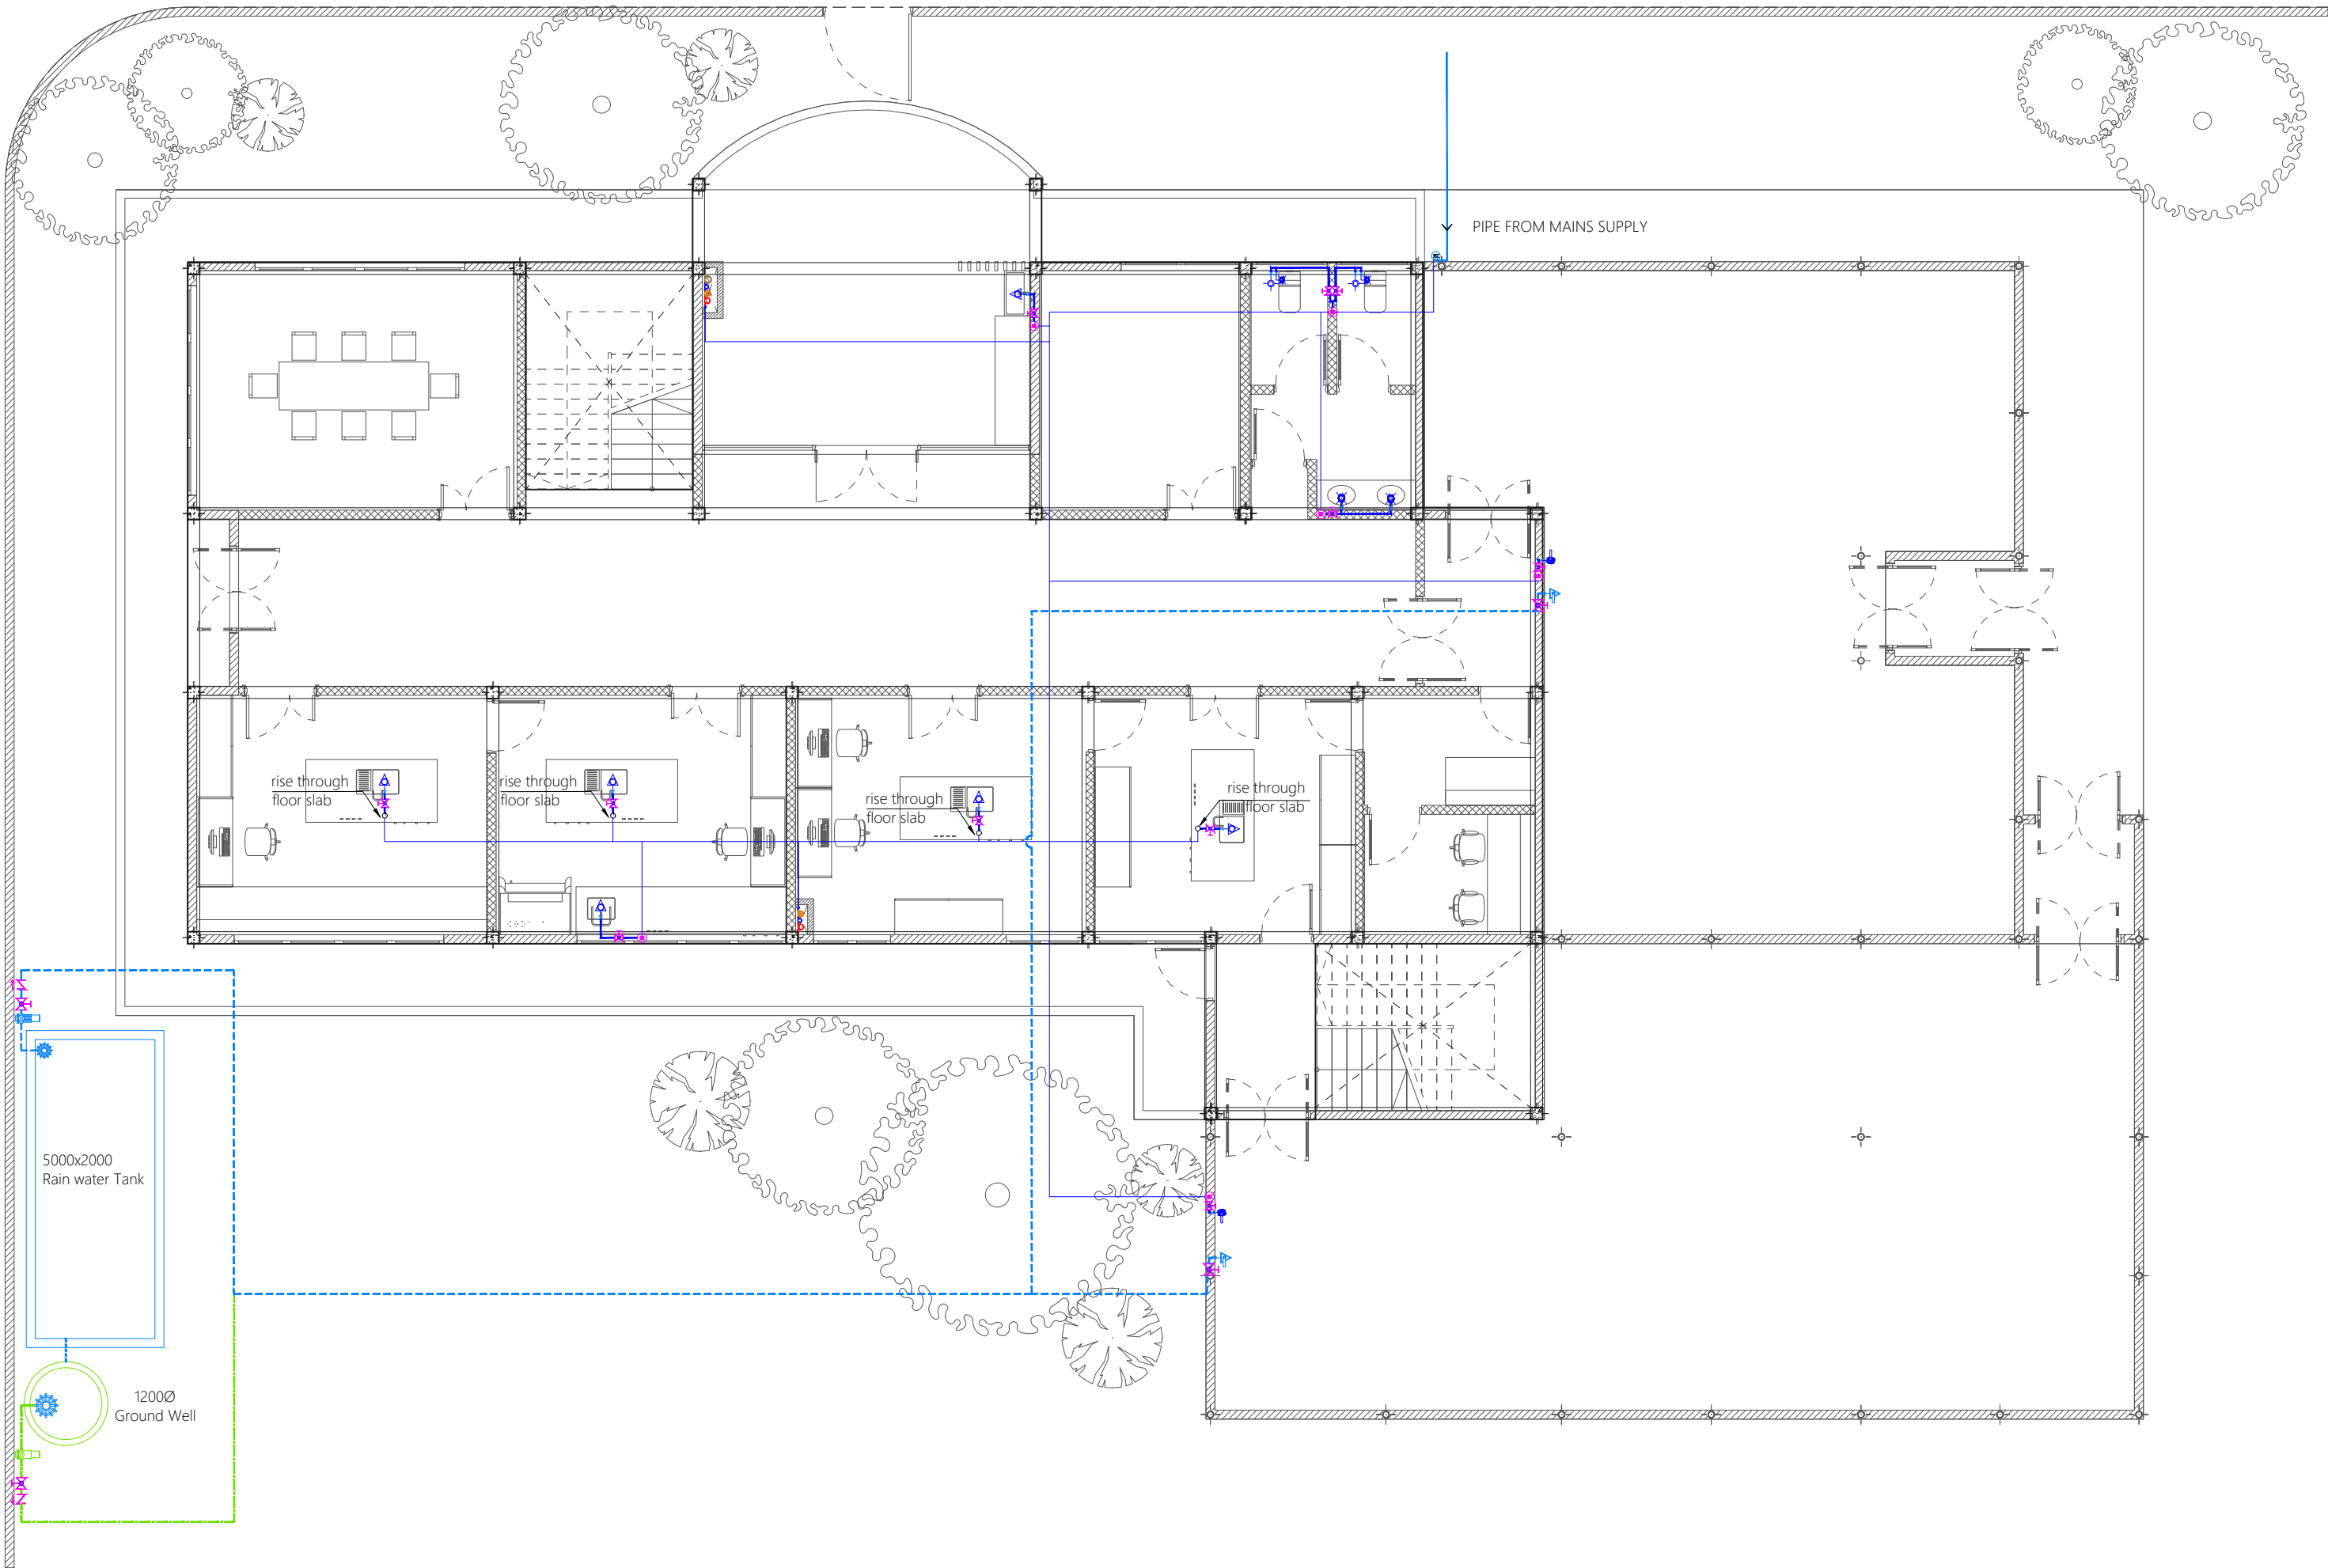 PIPE FROM MAINS SUPPLY
rise through
floor slab
rise through
floor slab
rise through
floor slab
rise through
floor slab
5000x2000
Rain water Tank
1200Ø
Ground Well